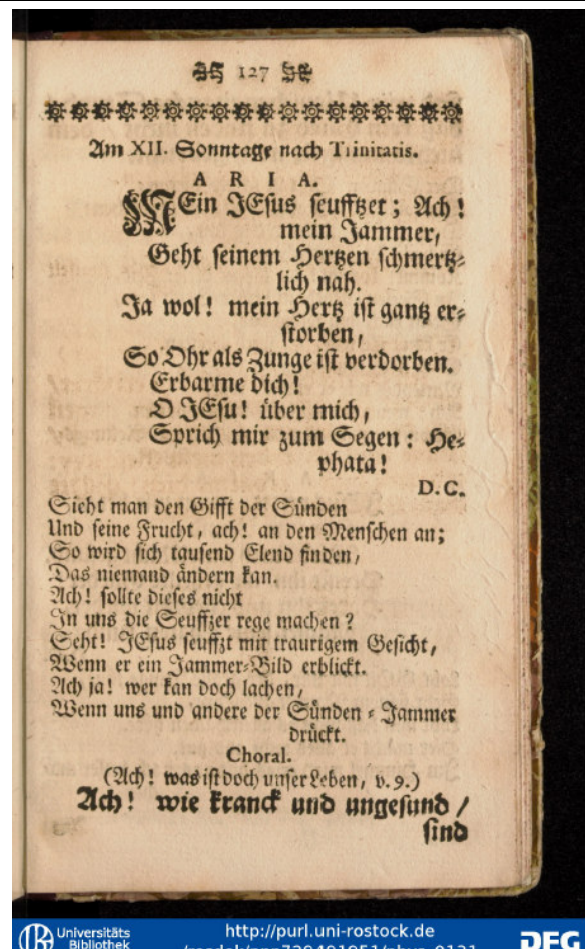 127
Am XII. Sonntage nach Trinitatis.
A R I A.
MEin JEsus seufftzet; Ach!
mein Jammer,
Geht seinem Hertzen schmertz-
lich nah.
Ja wol! mein Hertz ist gantz er-
storben,
So Ohr als Zunge ist verdorben.
Erbarme dich!
O JEsu! über mich,
Sprich mir zum Segen: He-
phata!
D.C.
Sieht man den Gifft der Sünden
Und seine Frucht, ach! an den Menschen an;
So wird sich tausend Elend finden,
Das niemand ändern kan.
Ach! sollte dieses nicht
In uns die Seuffzer rege machen?
Seht! JEsus seuffzt mit traurigem Gesicht,
Wenn er ein Jammer-Bild erblickt.
Ach ja! wer kan doch lachen,
Wenn uns und andere der Sünden-Jammer
drückt.
Choral.
(Ach! was ist doch unser Leben, v. 9.)
Ach! wie kranck und ungesund /
sind
Universitäts
Bibliothek
http://purl.uni-rostock.de
DFG